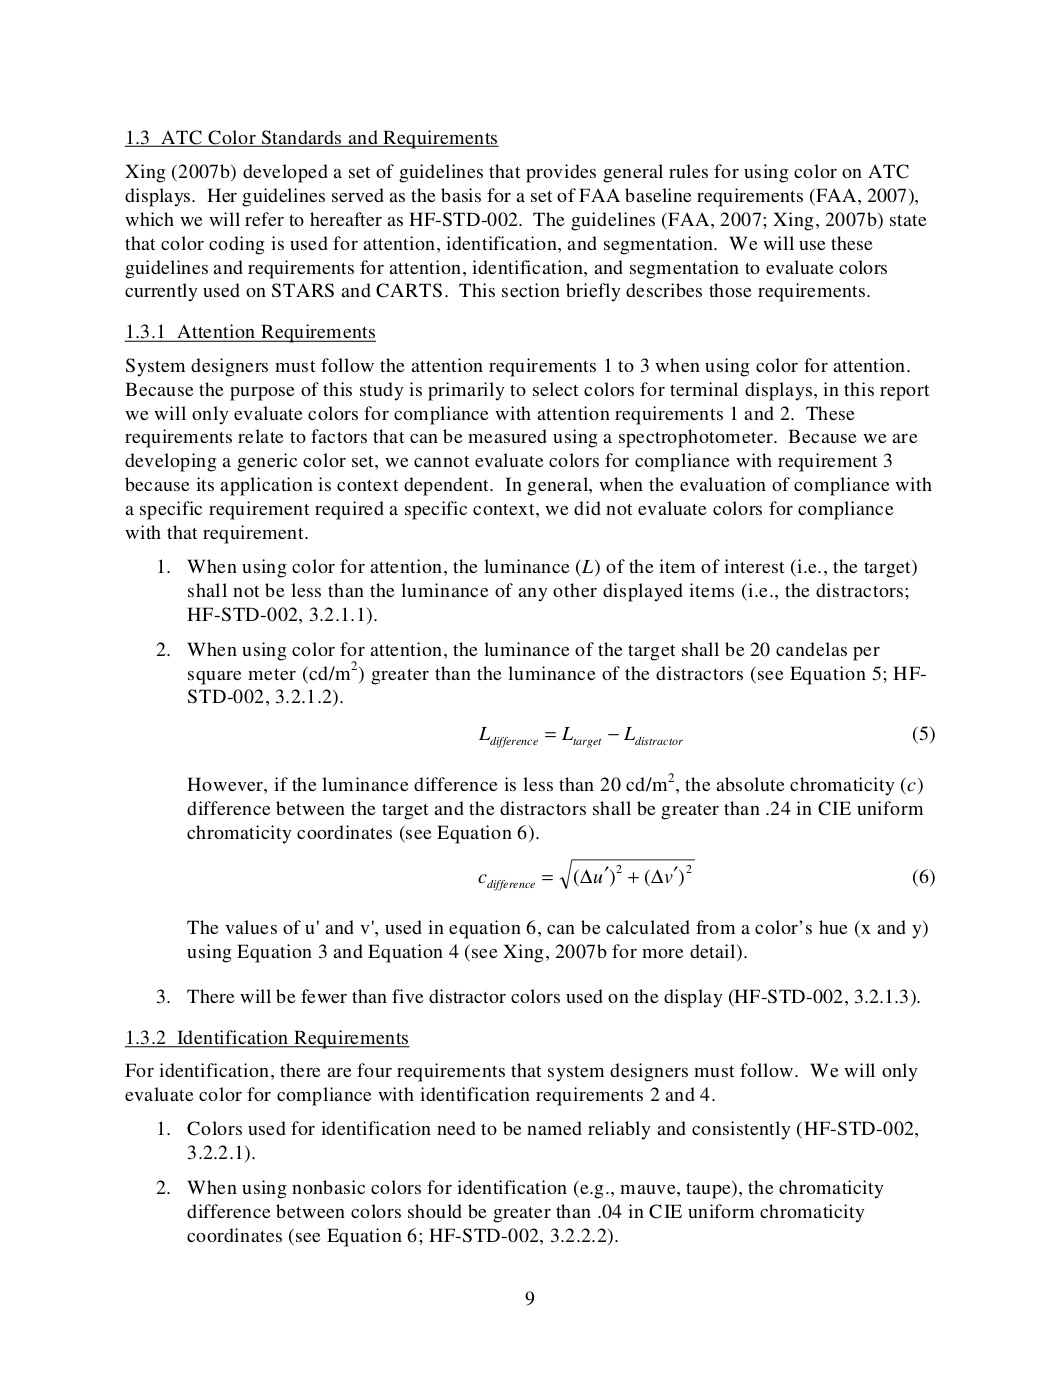 1.3  ATC Color Standards and Requirements
Xing (2007b) developed a set of guidelines that provides general rules for using color on ATC
displays.  Her guidelines served as the basis for a set of FAA baseline requirements (FAA, 2007),
which we will refer to hereafter as HF-STD-002.  The guidelines (FAA, 2007; Xing, 2007b) state
that color coding is used for attention, identification, and segmentation.  We will use these
guidelines and requirements for attention, identification, and segmentation to evaluate colors
currently used on STARS and CARTS.  This section briefly describes those requirements.
1.3.1  Attention Requirements
System designers must follow the attention requirements 1 to 3 when using color for attention.
Because the purpose of this study is primarily to select colors for terminal displays, in this report
we will only evaluate colors for compliance with attention requirements 1 and 2.  These
requirements relate to factors that can be measured using a spectrophotometer.  Because we are
developing a generic color set, we cannot evaluate colors for compliance with requirement 3
because its application is context dependent.  In general, when the evaluation of compliance with
a specific requirement required a specific context, we did not evaluate colors for compliance
with that requirement.
1. When using color for attention, the luminance (L) of the item of interest (i.e., the target)
shall not be less than the luminance of any other displayed items (i.e., the distractors;
HF-STD-002, 3.2.1.1).
2. When using color for attention, the luminance of the target shall be 20 candelas per
square meter (cd/m²) greater than the luminance of the distractors (see Equation 5; HF-
STD-002, 3.2.1.2).
L_difference = L_target − L_distractor (5)
However, if the luminance difference is less than 20 cd/m², the absolute chromaticity (c)
difference between the target and the distractors shall be greater than .24 in CIE uniform
chromaticity coordinates (see Equation 6).
c_difference = √(Δu′)² + (Δv′)² (6)
The values of u' and v', used in equation 6, can be calculated from a color’s hue (x and y)
using Equation 3 and Equation 4 (see Xing, 2007b for more detail).
3. There will be fewer than five distractor colors used on the display (HF-STD-002, 3.2.1.3).
1.3.2  Identification Requirements
For identification, there are four requirements that system designers must follow.  We will only
evaluate color for compliance with identification requirements 2 and 4.
1. Colors used for identification need to be named reliably and consistently (HF-STD-002,
3.2.2.1).
2. When using nonbasic colors for identification (e.g., mauve, taupe), the chromaticity
difference between colors should be greater than .04 in CIE uniform chromaticity
coordinates (see Equation 6; HF-STD-002, 3.2.2.2).
9